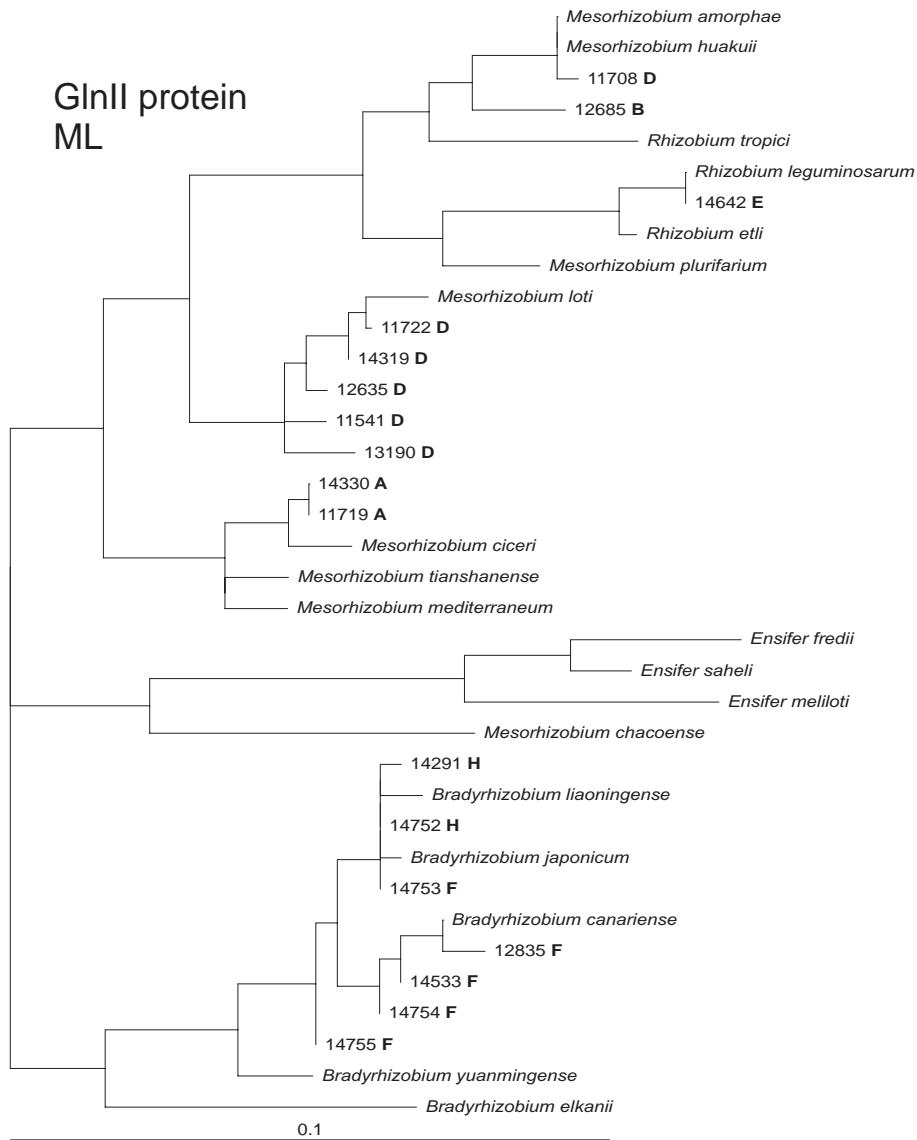 GlnII protein
ML
Mesorhizobium amorphae
Mesorhizobium huakuii
11708 D
12685 B
Rhizobium tropici
Rhizobium leguminosarum
14642 E
Rhizobium etli
Mesorhizobium plurifarium
Mesorhizobium loti
11722 D
14319 D
12635 D
11541 D
13190 D
14330 A
11719 A
Mesorhizobium ciceri
Mesorhizobium tianshanense
Mesorhizobium mediterraneum
Ensifer fredii
Ensifer saheli
Ensifer meliloti
Mesorhizobium chacoense
14291 H
Bradyrhizobium liaoningense
14752 H
Bradyrhizobium japonicum
14753 F
Bradyrhizobium canariense
12835 F
14533 F
14754 F
14755 F
Bradyrhizobium yuanmingense
Bradyrhizobium elkanii
0.1